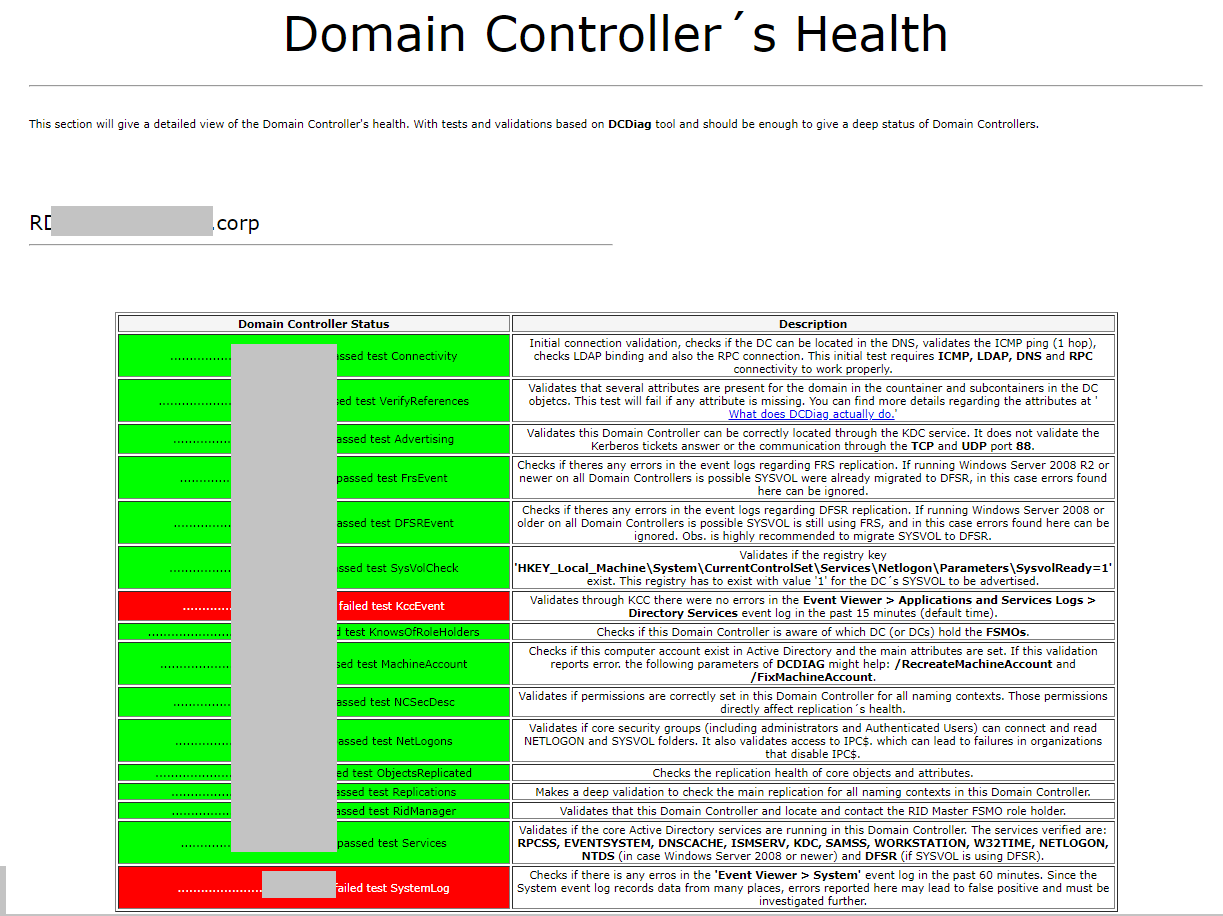 Domain Controller´s Health
This section will give a detailed view of the Domain Controller's health. With tests and validations based on DCDiag tool and should be enough to give a deep status of Domain Controllers.
RD .corp
Domain Controller Status Description
................ assed test Connectivity
Initial connection validation, checks if the DC can be located in the DNS, validates the ICMP ping (1 hop),
checks LDAP binding and also the RPC connection. This initial test requires ICMP, LDAP, DNS and RPC
connectivity to work properly.
................... sed test VerifyReferences
Validates that several attributes are present for the domain in the countainer and subcontainers in the DC
objetcs. This test will fail if any attribute is missing. You can find more details regarding the attributes at '
What does DCDiag actually do.'
............... assed test Advertising
Validates this Domain Controller can be correctly located through the KDC service. It does not validate the
Kerberos tickets answer or the communication through the TCP and UDP port 88.
............. passed test FrsEvent
Checks if theres any errors in the event logs regarding FRS replication. If running Windows Server 2008 R2 or
newer on all Domain Controllers is possible SYSVOL were already migrated to DFSR, in this case errors found
here can be ignored.
............... assed test DFSREvent
Checks if theres any errors in the event logs regarding DFSR replication. If running Windows Server 2008 or
older on all Domain Controllers is possible SYSVOL is still using FRS, and in this case errors found here can be
ignored. Obs. is highly recommended to migrate SYSVOL to DFSR.
................ assed test SysVolCheck
Validates if the registry key
'HKEY_Local_Machine\System\CurrentControlSet\Services\Netlogon\Parameters\SysvolReady=1'
exist. This registry has to exist with value '1' for the DC´s SYSVOL to be advertised.
............. failed test KccEvent
Validates through KCC there were no errors in the Event Viewer > Applications and Services Logs >
Directory Services event log in the past 15 minutes (default time).
...................... d test KnowsOfRoleHolders
Checks if this Domain Controller is aware of which DC (or DCs) hold the FSMOs.
.................. sed test MachineAccount
Checks if this computer account exist in Active Directory and the main attributes are set. If this validation
reports error. the following parameters of DCDIAG might help: /RecreateMachineAccount and
/FixMachineAccount.
............... assed test NCSecDesc
Validates if permissions are correctly set in this Domain Controller for all naming contexts. Those permissions
directly affect replication´s health.
............... assed test NetLogons
Validates if core security groups (including administrators and Authenticated Users) can connect and read
NETLOGON and SYSVOL folders. It also validates access to IPC$. which can lead to failures in organizations
that disable IPC$.
.................... ed test ObjectsReplicated
Checks the replication health of core objects and attributes.
................ assed test Replications
Makes a deep validation to check the main replication for all naming contexts in this Domain Controller.
................ assed test RidManager
Validates that this Domain Controller and locate and contact the RID Master FSMO role holder.
............. passed test Services
Validates if the core Active Directory services are running in this Domain Controller. The services verified are:
RPCSS, EVENTSYSTEM, DNSCACHE, ISMSERV, KDC, SAMSS, WORKSTATION, W32TIME, NETLOGON,
NTDS (in case Windows Server 2008 or newer) and DFSR (if SYSVOL is using DFSR).
...................... failed test SystemLog
Checks if there is any erros in the 'Event Viewer > System' event log in the past 60 minutes. Since the
System event log records data from many places, errors reported here may lead to false positive and must be
investigated further.